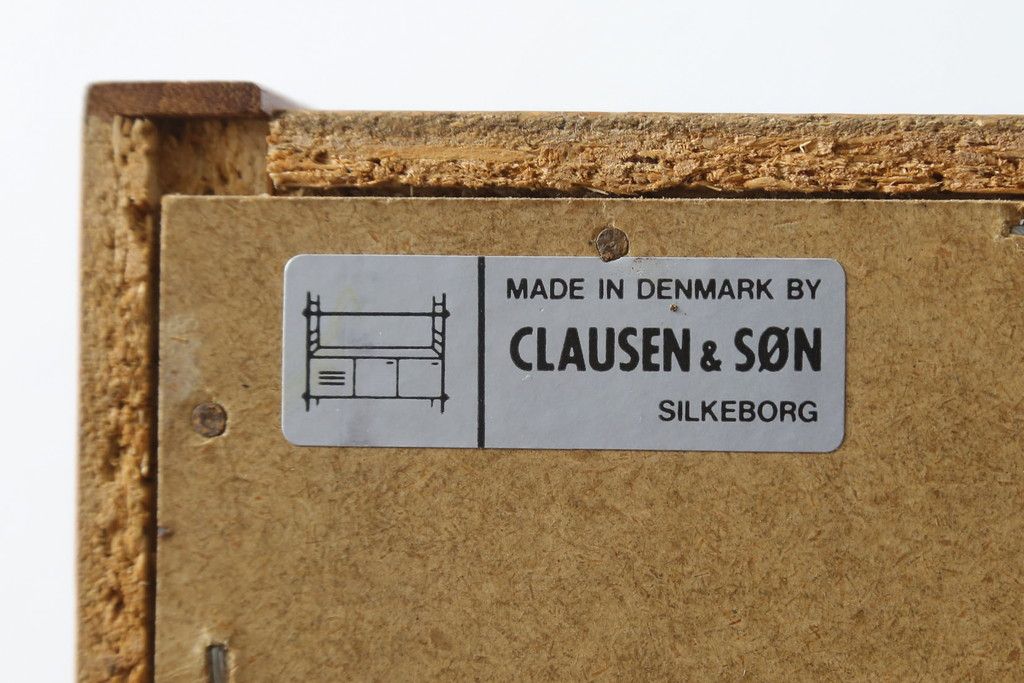 MADE IN DENMARK BY
CLAUSEN & SØN
SILKEBORG